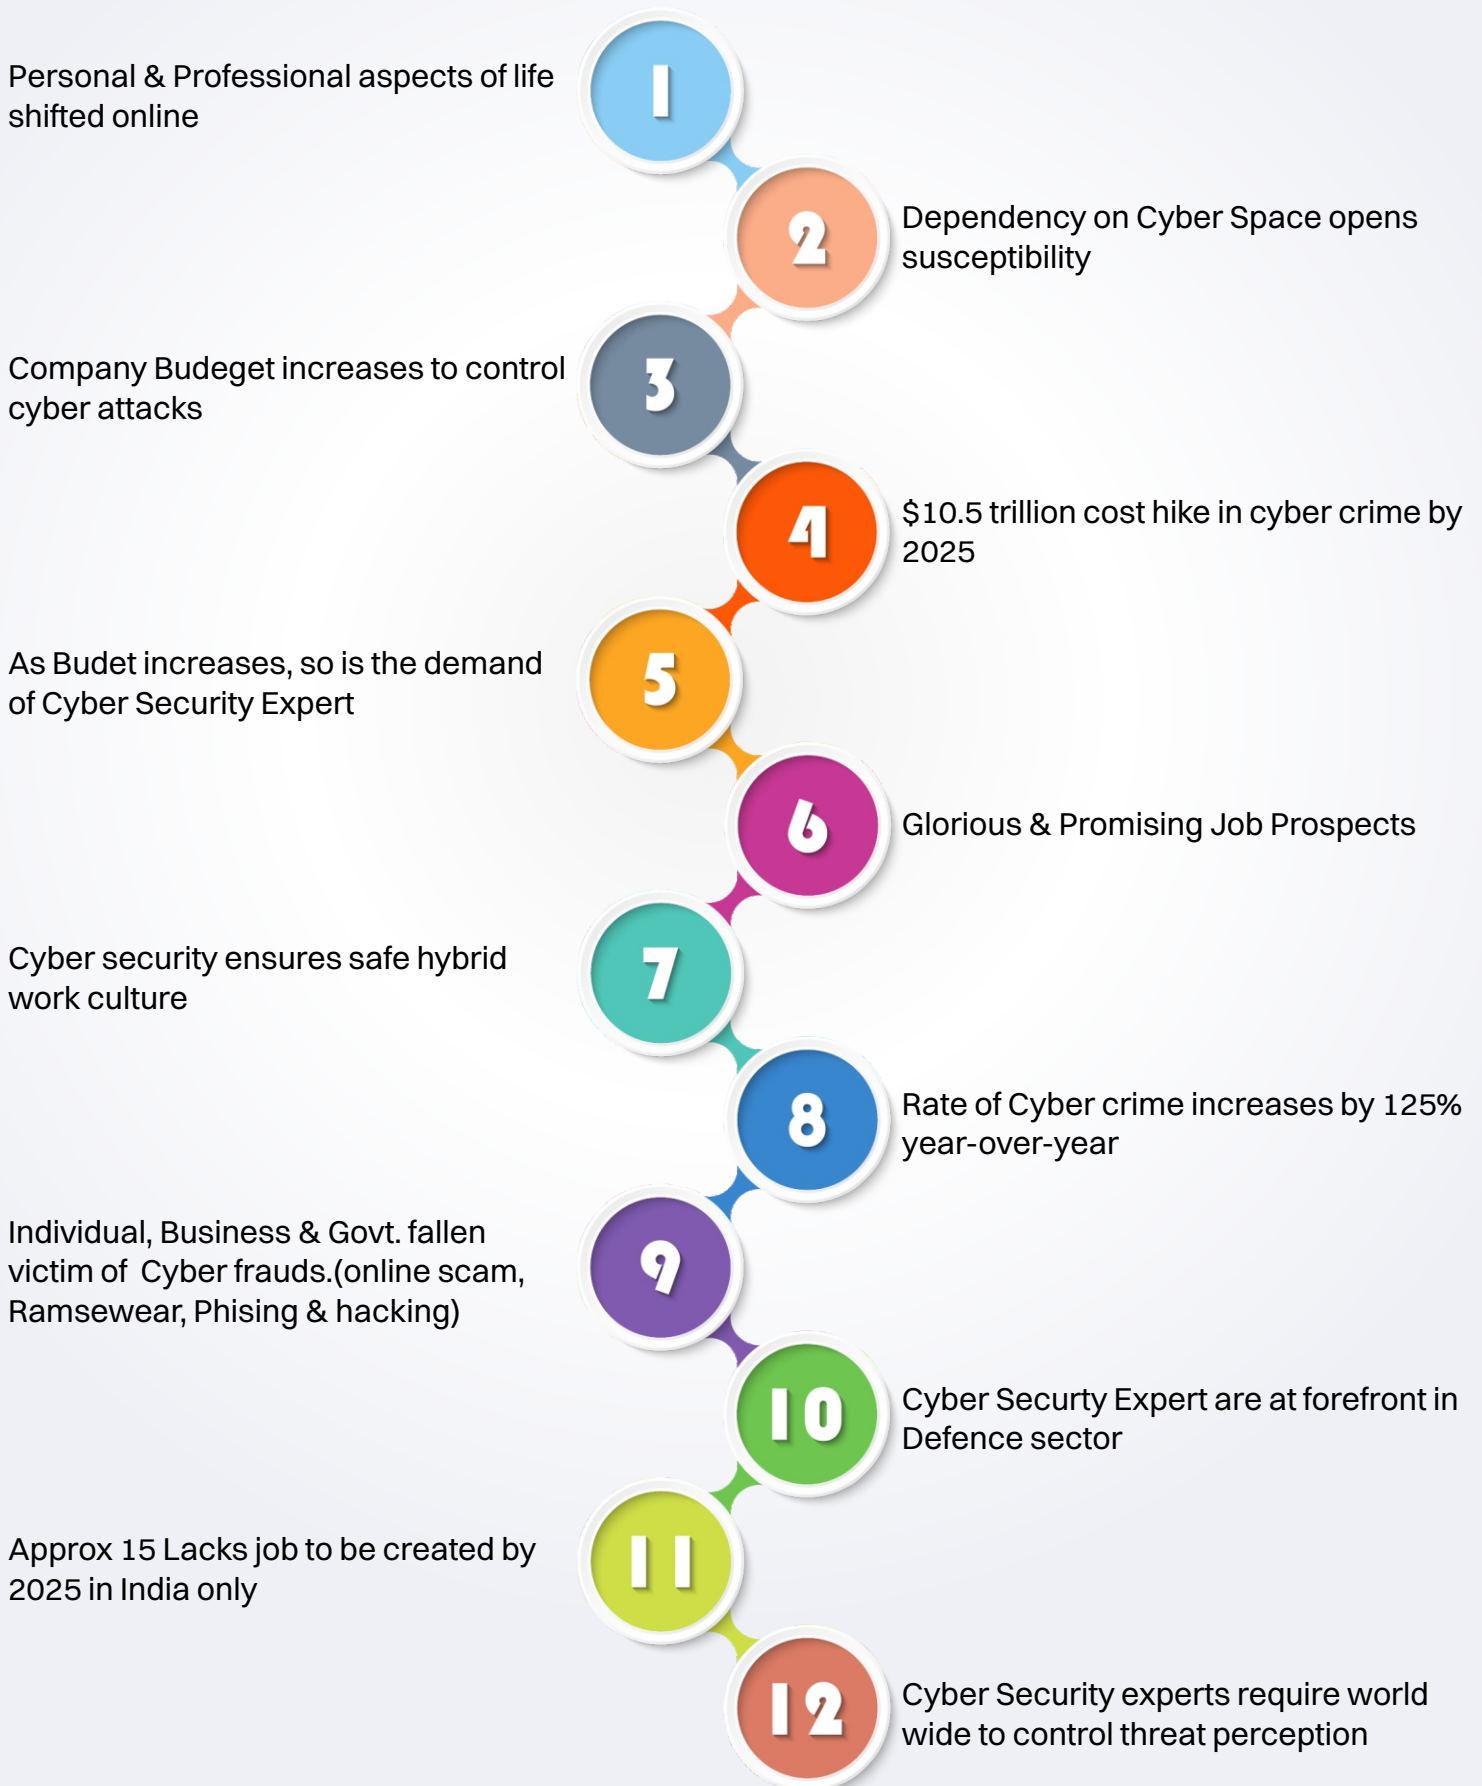 1
Personal & Professional aspects of life
shifted online
2
Dependency on Cyber Space opens
susceptibility
3
Company Budeget increases to control
cyber attacks
4
$10.5 trillion cost hike in cyber crime by
2025
5
As Budet increases, so is the demand
of Cyber Security Expert
6
Glorious & Promising Job Prospects
7
Cyber security ensures safe hybrid
work culture
8
Rate of Cyber crime increases by 125%
year-over-year
9
Individual, Business & Govt. fallen
victim of  Cyber frauds.(online scam,
Ramsewear, Phising & hacking)
10
Cyber Securty Expert are at forefront in
Defence sector
11
Approx 15 Lacks job to be created by
2025 in India only
12
Cyber Security experts require world
wide to control threat perception